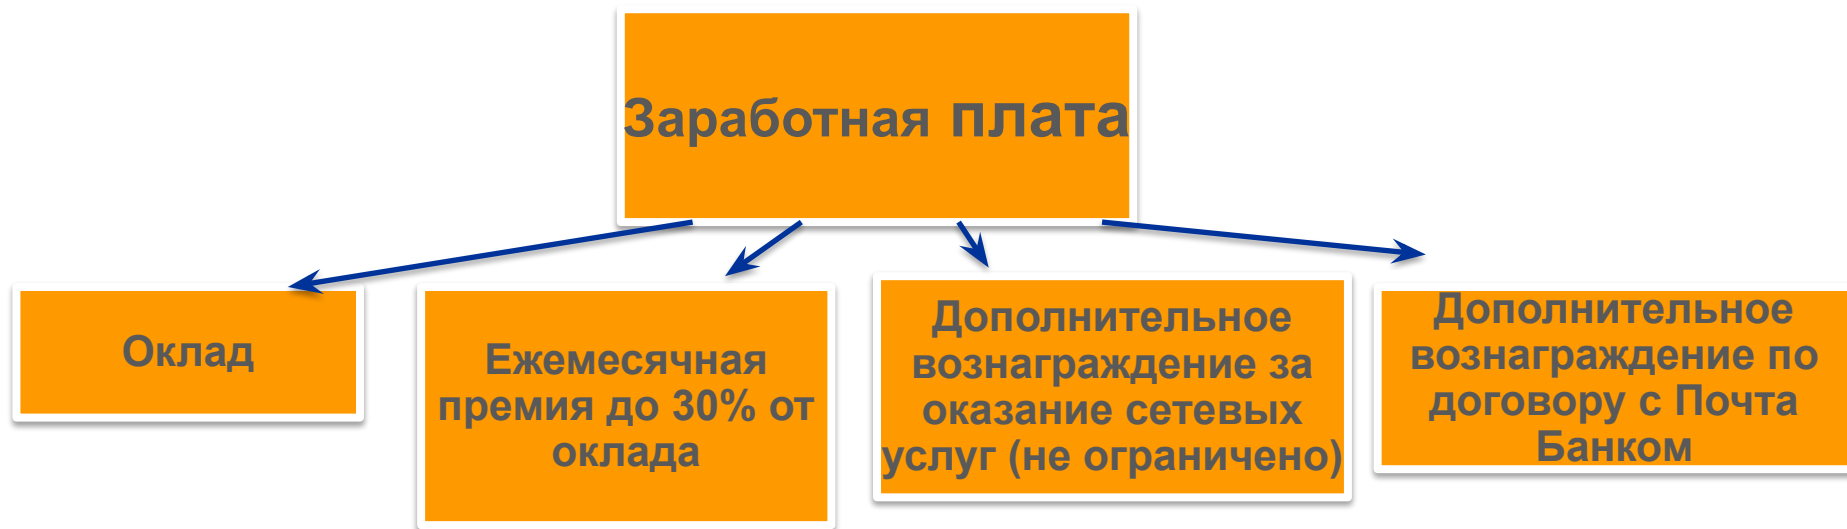 Заработная плата
Оклад
Ежемесячная
премия до 30% от
оклада
Дополнительное
вознаграждение за
оказание сетевых
услуг (не ограничено)
Дополнительное
вознаграждение по
договору с Почта
Банком